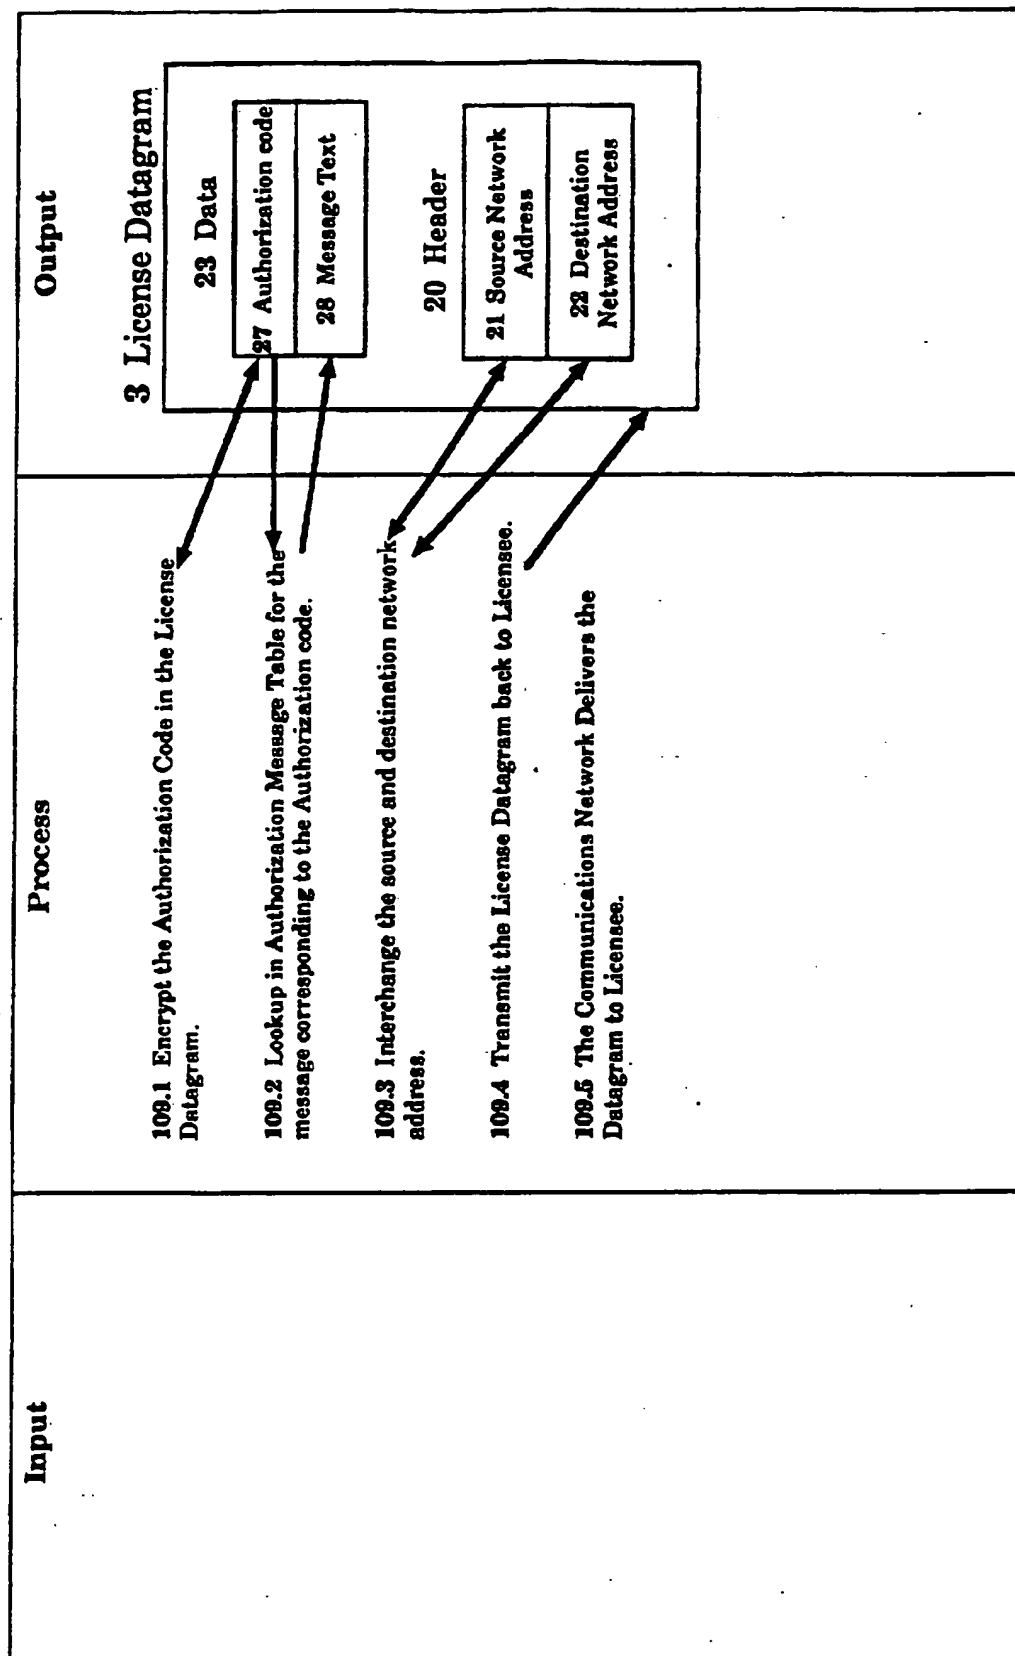 Input
Process
Output
109.1 Encrypt the Authorization Code in the License
Datagram.
109.2 Lookup in Authorization Message Table for the
message corresponding to the Authorization code.
109.3 Interchange the source and destination network
address.
109.4 Transmit the License Datagram back to Licensee.
109.5 The Communications Network Delivers the
Datagram to Licensee.
3 License Datagram
23 Data
27 Authorization code
28 Message Text
20 Header
21 Source Network
Address
22 Destination
Network Address